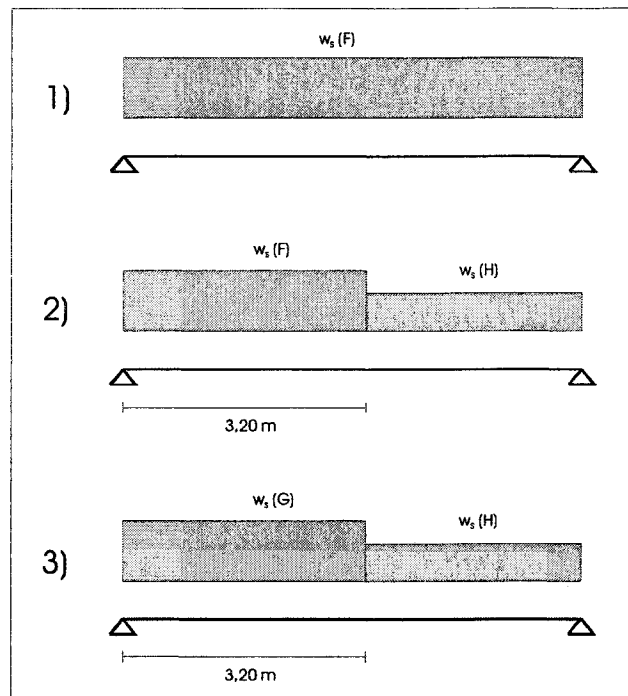 w_s (F)
1)
w_s (F)
w_s (H)
2)
3,20 m
w_s (G)
w_s (H)
3)
3,20 m